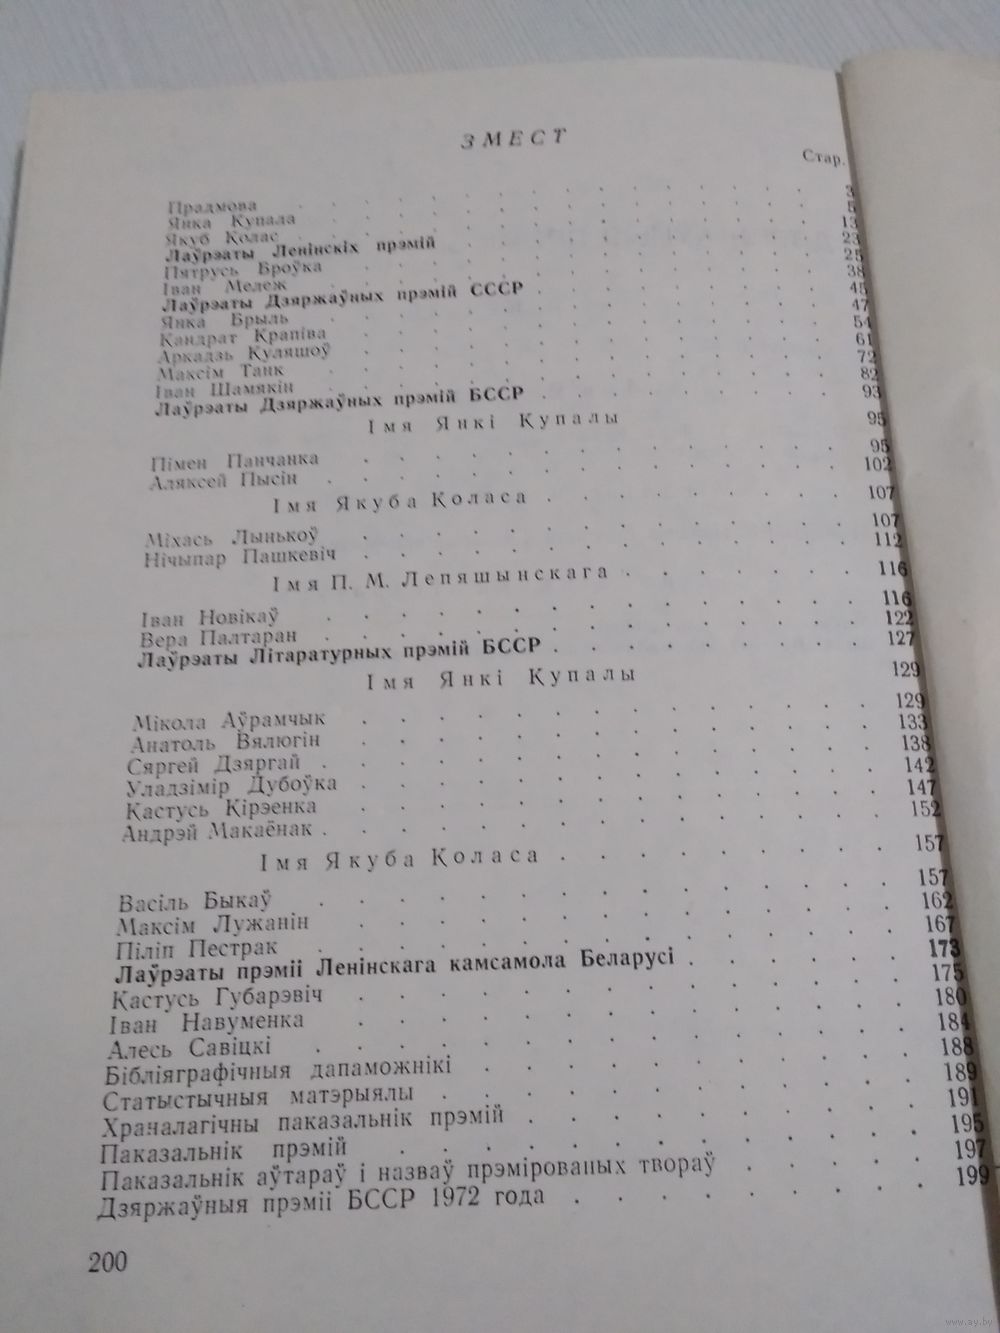 ЗМЕСТ
Стар.
Прадмова 3
Янка Купала 5
Якуб Колас 13
Лаўрэаты Ленінскіх прэмій 23
Пятрусь Броўка 25
Іван Мележ 38
Лаўрэаты Дзяржаўных прэмій СССР 45
Янка Брыль 47
Кандрат Крапіва 54
Аркадзь Куляшоў 61
Максім Танк 72
Іван Шамякін 82
Лаўрэаты Дзяржаўных прэмій БССР 93
Імя Янкі Купалы 95
Пімен Панчанка 95
Аляксей Пысін 102
Імя Якуба Коласа 107
Міхась Лынькоў 107
Нічыпар Пашкевіч 112
Імя П. М. Лепяшынскага 116
Іван Новікаў 116
Вера Палтаран 122
Лаўрэаты Літаратурных прэмій БССР 127
Імя Янкі Купалы 129
Мікола Аўрамчык 129
Анатоль Вялюгін 133
Сяргей Дзяргай 138
Уладзімір Дубоўка 142
Кастусь Кірэенка 147
Андрэй Макаёнак 152
Імя Якуба Коласа 157
Васіль Быкаў 157
Максім Лужанін 162
Піліп Пестрак 167
Лаўрэаты прэміі Ленінскага камсамола Беларусі 173
Кастусь Губарэвіч 175
Іван Навуменка 180
Алесь Савіцкі 184
Бібліяграфічныя дапаможнікі 188
Статыстычныя матэрыялы 189
Храналагічны паказальнік прэмій 191
Паказальнік прэмій 195
Паказальнік аўтараў і назваў прэміраваных твораў 197
Дзяржаўныя прэміі БССР 1972 года 199
200
www.ay.by